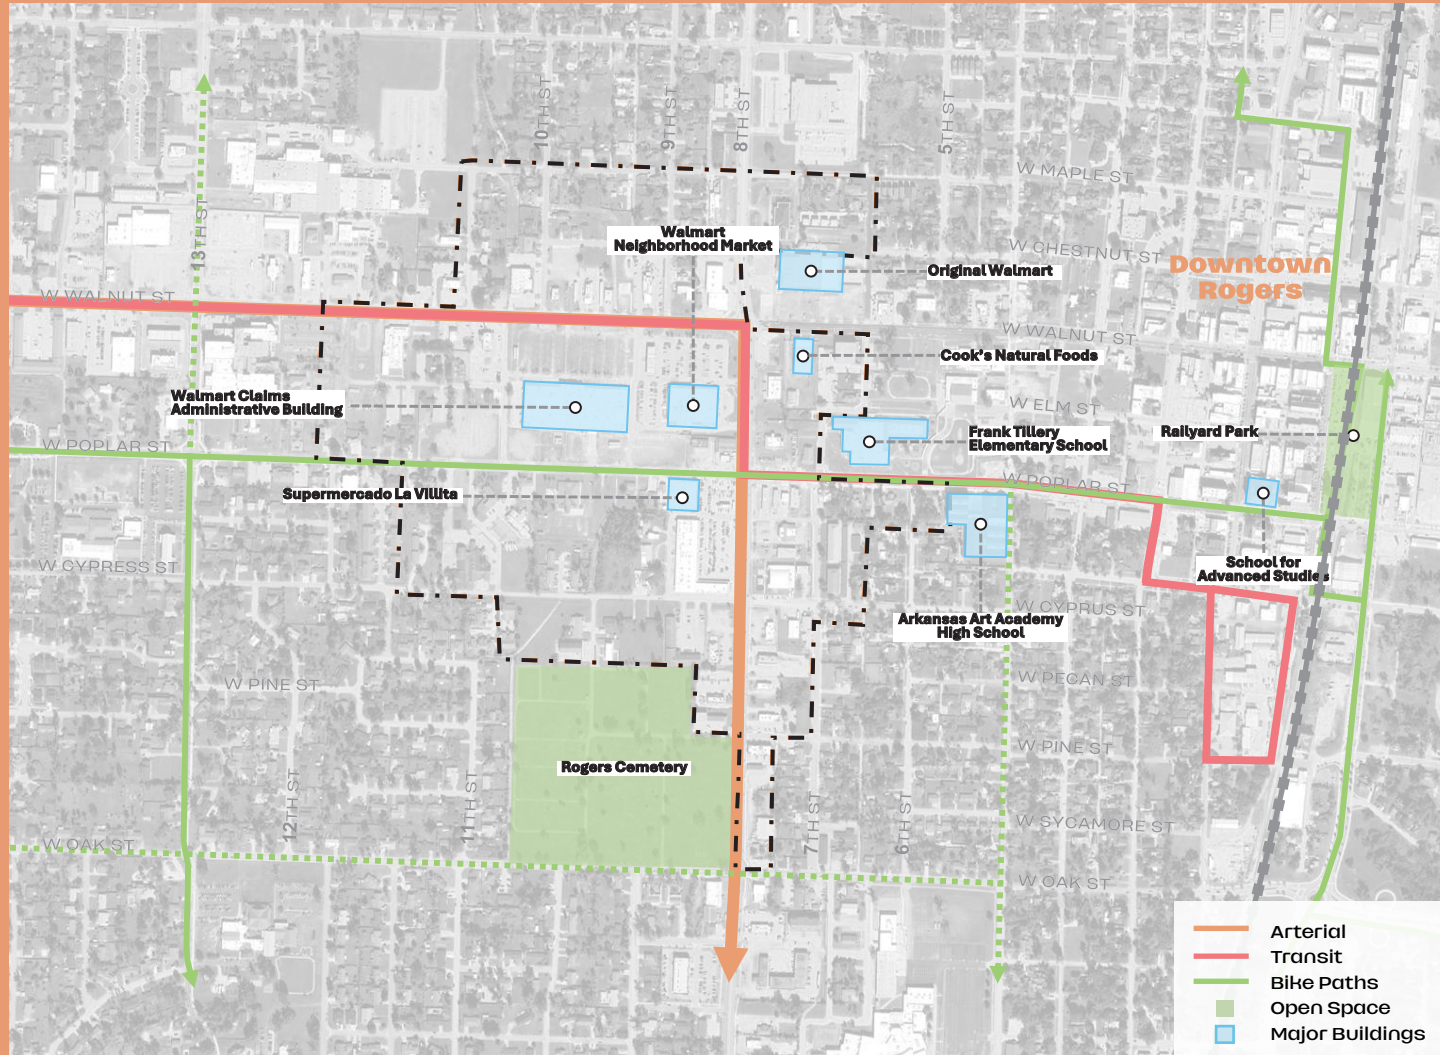 10TH ST
9TH ST
8TH ST
5TH ST
W MAPLE ST
13TH ST
Walmart
Neighborhood Market
W CHESTNUT ST
Original Walmart
Downtown
Rogers
W WALNUT ST
W WALNUT ST
Cook's Natural Foods
Walmart Claims
Administrative Building
W ELM ST
Frank Tillery
Elementary School
Railyard Park
W POPLAR ST
W POPLAR ST
Supermercado La Villita
W CYPRESS ST
School for
Advanced Studies
W CYPRUS ST
Arkansas Art Academy
High School
W PINE ST
W PECAN ST
W PINE ST
Rogers Cemetery
12TH ST
11TH ST
7TH ST
6TH ST
W SYCAMORE ST
W OAK ST
W OAK ST
Arterial
Transit
Bike Paths
Open Space
Major Buildings